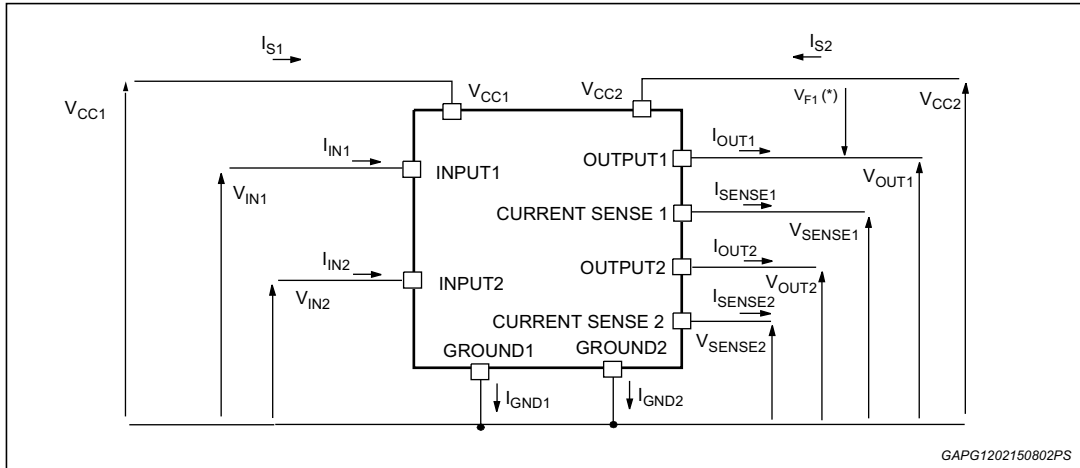 I_S1
I_S2
V_CC1
V_CC1
V_CC2
V_F1 (*)
V_CC2
I_IN1
OUTPUT1
I_OUT1
INPUT1
V_IN1
V_OUT1
I_SENSE1
CURRENT SENSE 1
V_SENSE1
I_IN2
OUTPUT2
I_OUT2
INPUT2
V_IN2
V_OUT2
I_SENSE2
CURRENT SENSE 2
V_SENSE2
GROUND1
GROUND2
I_GND1
I_GND2
GAPG1202150802PS